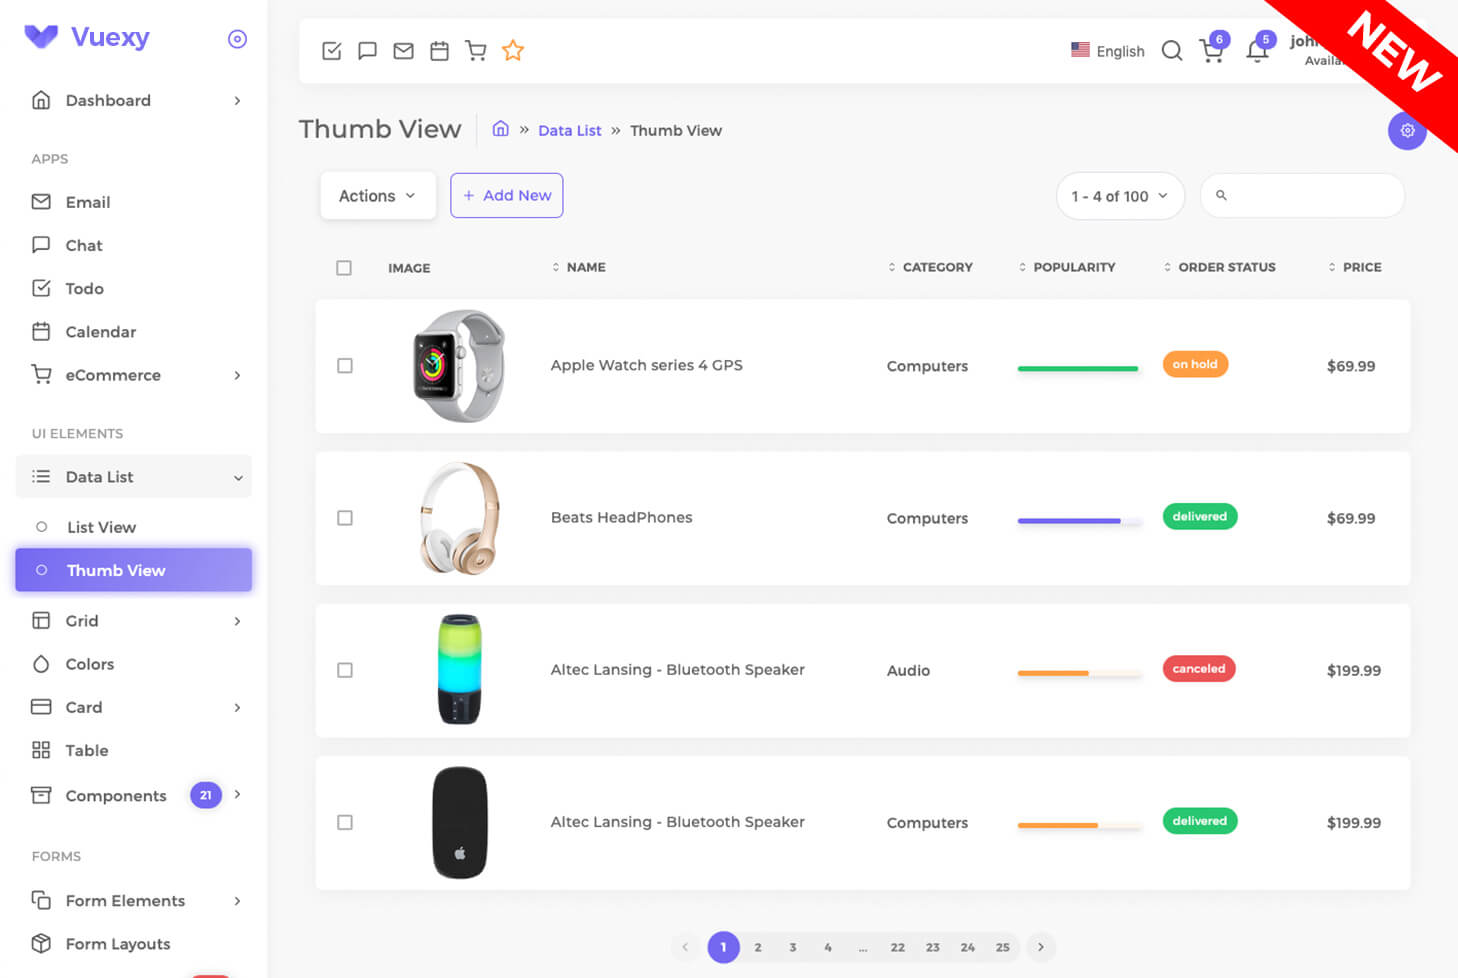 Vuexy
Dashboard
APPS
Email
Chat
Todo
Calendar
eCommerce
UI ELEMENTS
Data List
List View
Thumb View
Grid
Colors
Card
Table
Components 21
FORMS
Form Elements
Form Layouts
English 6 5
NEW
Thumb View » Data List » Thumb View
Actions + Add New 1 - 4 of 100
IMAGE NAME CATEGORY POPULARITY ORDER STATUS PRICE
Apple Watch series 4 GPS Computers on hold $69.99
Beats HeadPhones Computers delivered $69.99
Altec Lansing - Bluetooth Speaker Audio canceled $199.99
Altec Lansing - Bluetooth Speaker Computers delivered $199.99
1 2 3 4 ... 22 23 24 25